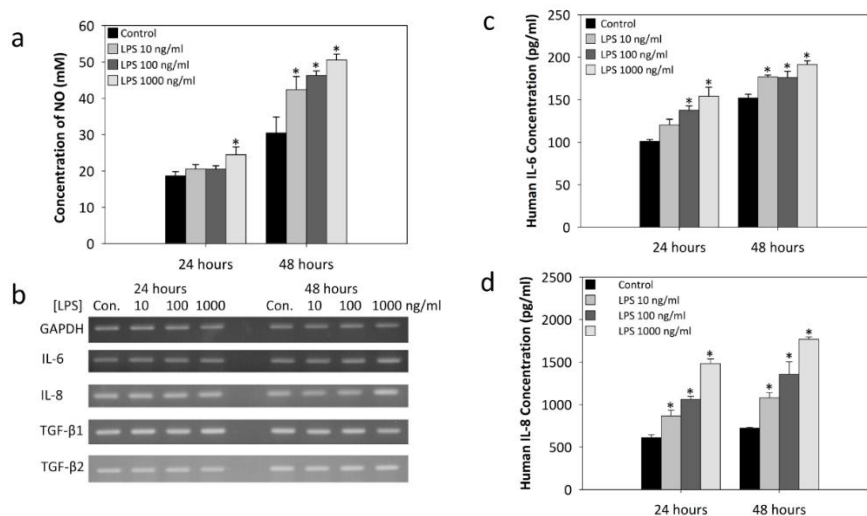 a
Concentration of NO (mM)
60
50
40
30
20
10
0
Control
LPS 10 ng/ml
LPS 100 ng/ml
LPS 1000 ng/ml
*
*
*
*
24 hours
48 hours
b
24 hours
48 hours
[LPS] Con. 10 100 1000 Con. 10 100 1000 ng/ml
GAPDH
IL-6
IL-8
TGF-β1
TGF-β2
c
Human IL-6 Concentration (pg/ml)
250
200
150
100
50
0
Control
LPS 10 ng/ml
LPS 100 ng/ml
LPS 1000 ng/ml
*
*
*
*
*
24 hours
48 hours
d
Human IL-8 Concentration (pg/ml)
2500
2000
1500
1000
500
0
Control
LPS 10 ng/ml
LPS 100 ng/ml
LPS 1000 ng/ml
*
*
*
*
*
*
24 hours
48 hours